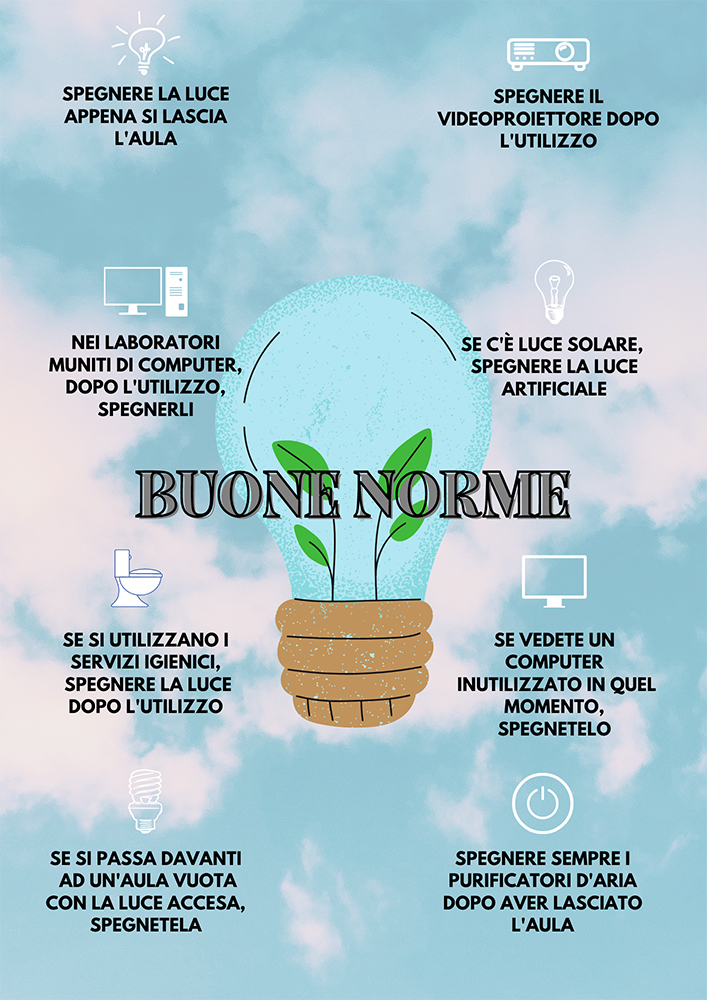 SPEGNERE LA LUCE
APPENA SI LASCIA
L'AULA
SPEGNERE IL
VIDEOPROIETTORE DOPO
L'UTILIZZO
NEI LABORATORI
MUNITI DI COMPUTER,
DOPO L'UTILIZZO,
SPEGNERLI
SE C'È LUCE SOLARE,
SPEGNERE LA LUCE
ARTIFICIALE
BUONE NORME
SE SI UTILIZZANO I
SERVIZI IGIENICI,
SPEGNERE LA LUCE
DOPO L'UTILIZZO
SE VEDETE UN
COMPUTER
INUTILIZZATO IN QUEL
MOMENTO,
SPEGNETELO
SE SI PASSA DAVANTI
AD UN'AULA VUOTA
CON LA LUCE ACCESA,
SPEGNETELA
SPEGNERE SEMPRE I
PURIFICATORI D'ARIA
DOPO AVER LASCIATO
L'AULA